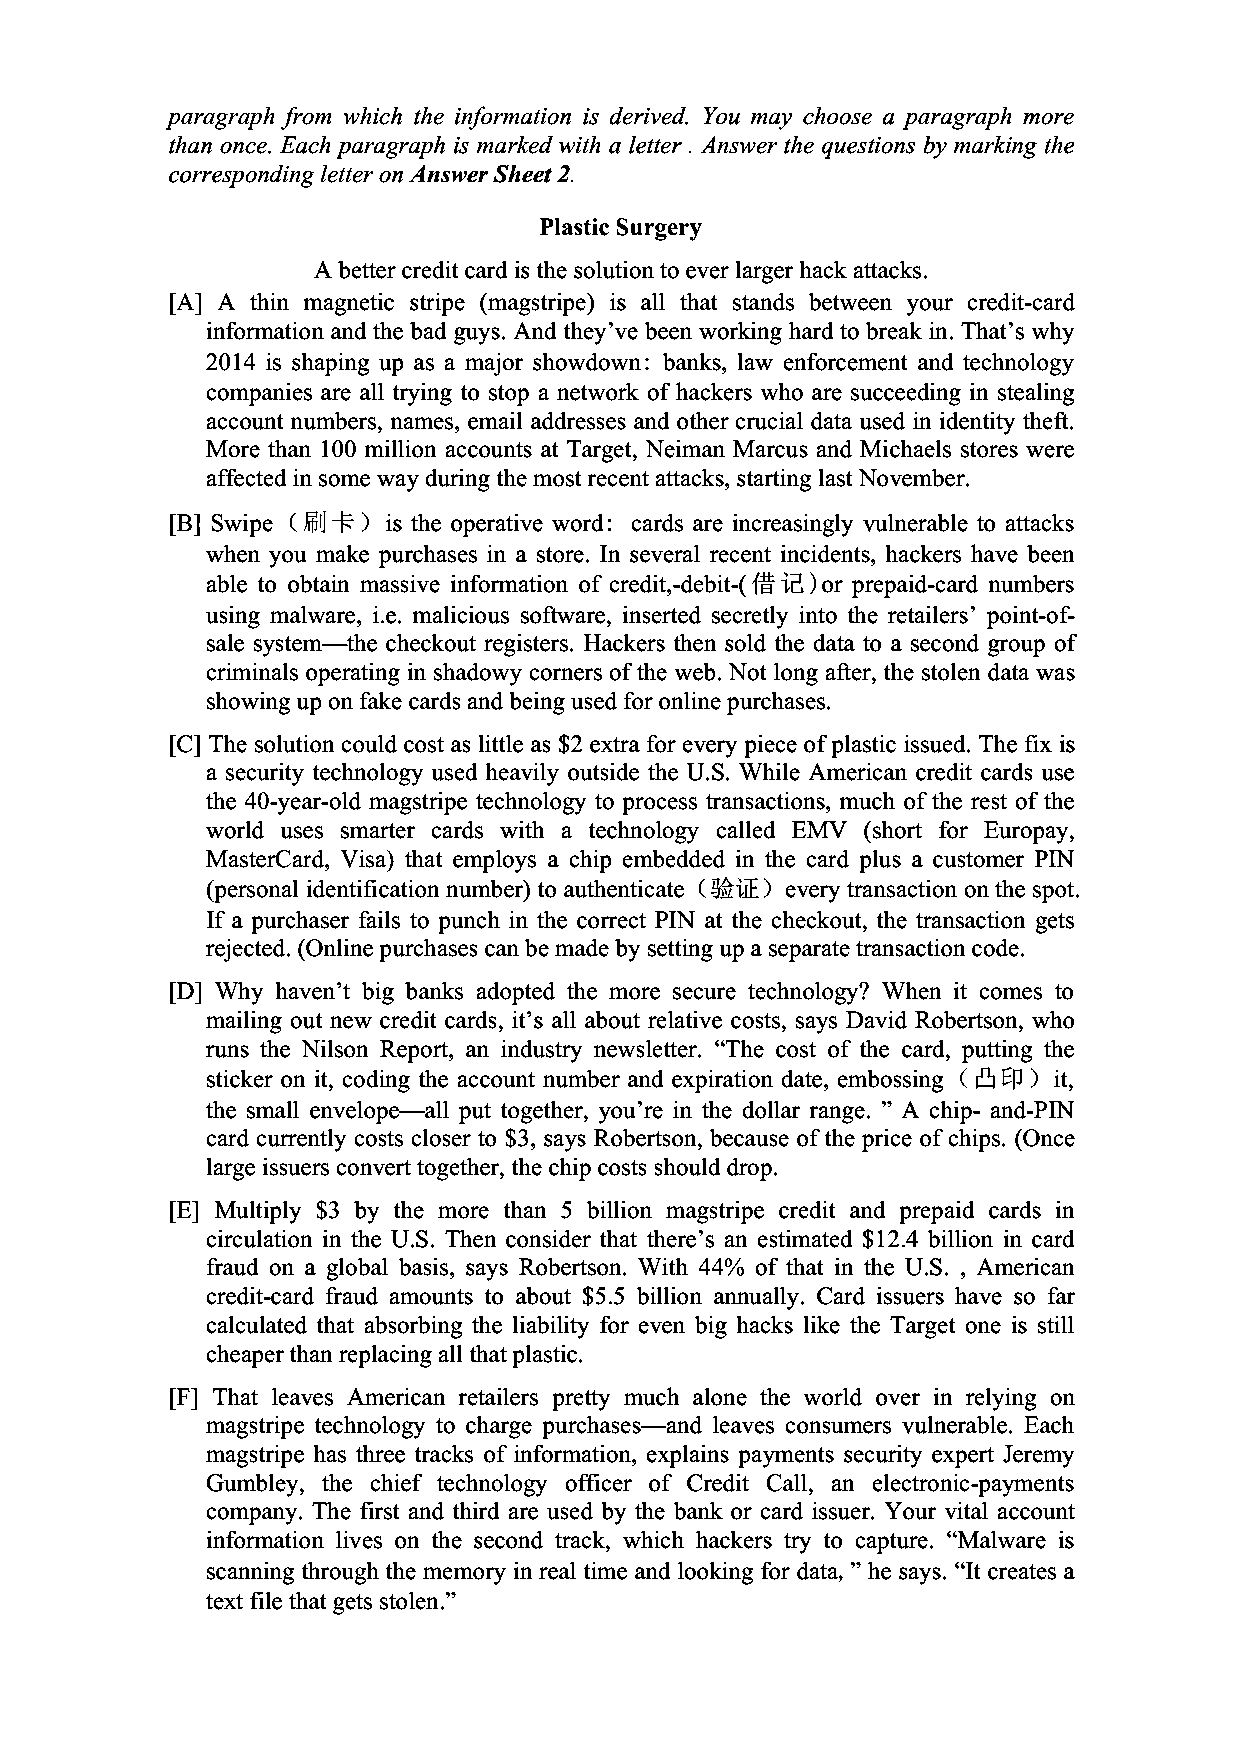 paragraph from which the information is derived. You may choose a paragraph more
than once. Each paragraph is marked with a letter . Answer the questions by marking the
corresponding letter on Answer Sheet 2.
Plastic Surgery
A better credit card is the solution to ever larger hack attacks.
[A] A thin magnetic stripe (magstripe) is all that stands between your credit-card
information and the bad guys. And they’ve been working hard to break in. That’s why
2014 is shaping up as a major showdown：banks, law enforcement and technology
companies are all trying to stop a network of hackers who are succeeding in stealing
account numbers, names, email addresses and other crucial data used in identity theft.
More than 100 million accounts at Target, Neiman Marcus and Michaels stores were
affected in some way during the most recent attacks, starting last November.
[B] Swipe（刷卡）is the operative word：cards are increasingly vulnerable to attacks
when you make purchases in a store. In several recent incidents, hackers have been
able to obtain massive information of credit,-debit-(借记)or prepaid-card numbers
using malware, i.e. malicious software, inserted secretly into the retailers’ point-of-
sale system—the checkout registers. Hackers then sold the data to a second group of
criminals operating in shadowy corners of the web. Not long after, the stolen data was
showing up on fake cards and being used for online purchases.
[C] The solution could cost as little as $2 extra for every piece of plastic issued. The fix is
a security technology used heavily outside the U.S. While American credit cards use
the 40-year-old magstripe technology to process transactions, much of the rest of the
world uses smarter cards with a technology called EMV (short for Europay,
MasterCard, Visa) that employs a chip embedded in the card plus a customer PIN
(personal identification number) to authenticate（验证）every transaction on the spot.
If a purchaser fails to punch in the correct PIN at the checkout, the transaction gets
rejected. (Online purchases can be made by setting up a separate transaction code.
[D] Why haven’t big banks adopted the more secure technology? When it comes to
mailing out new credit cards, it’s all about relative costs, says David Robertson, who
runs the Nilson Report, an industry newsletter. “The cost of the card, putting the
sticker on it, coding the account number and expiration date, embossing（凸印）it,
the small envelope—all put together, you’re in the dollar range. ” A chip- and-PIN
card currently costs closer to $3, says Robertson, because of the price of chips. (Once
large issuers convert together, the chip costs should drop.
[E] Multiply $3 by the more than 5 billion magstripe credit and prepaid cards in
circulation in the U.S. Then consider that there’s an estimated $12.4 billion in card
fraud on a global basis, says Robertson. With 44% of that in the U.S. , American
credit-card fraud amounts to about $5.5 billion annually. Card issuers have so far
calculated that absorbing the liability for even big hacks like the Target one is still
cheaper than replacing all that plastic.
[F] That leaves American retailers pretty much alone the world over in relying on
magstripe technology to charge purchases—and leaves consumers vulnerable. Each
magstripe has three tracks of information, explains payments security expert Jeremy
Gumbley, the chief technology officer of Credit Call, an electronic-payments
company. The first and third are used by the bank or card issuer. Your vital account
information lives on the second track, which hackers try to capture. “Malware is
scanning through the memory in real time and looking for data, ” he says. “It creates a
text file that gets stolen.”